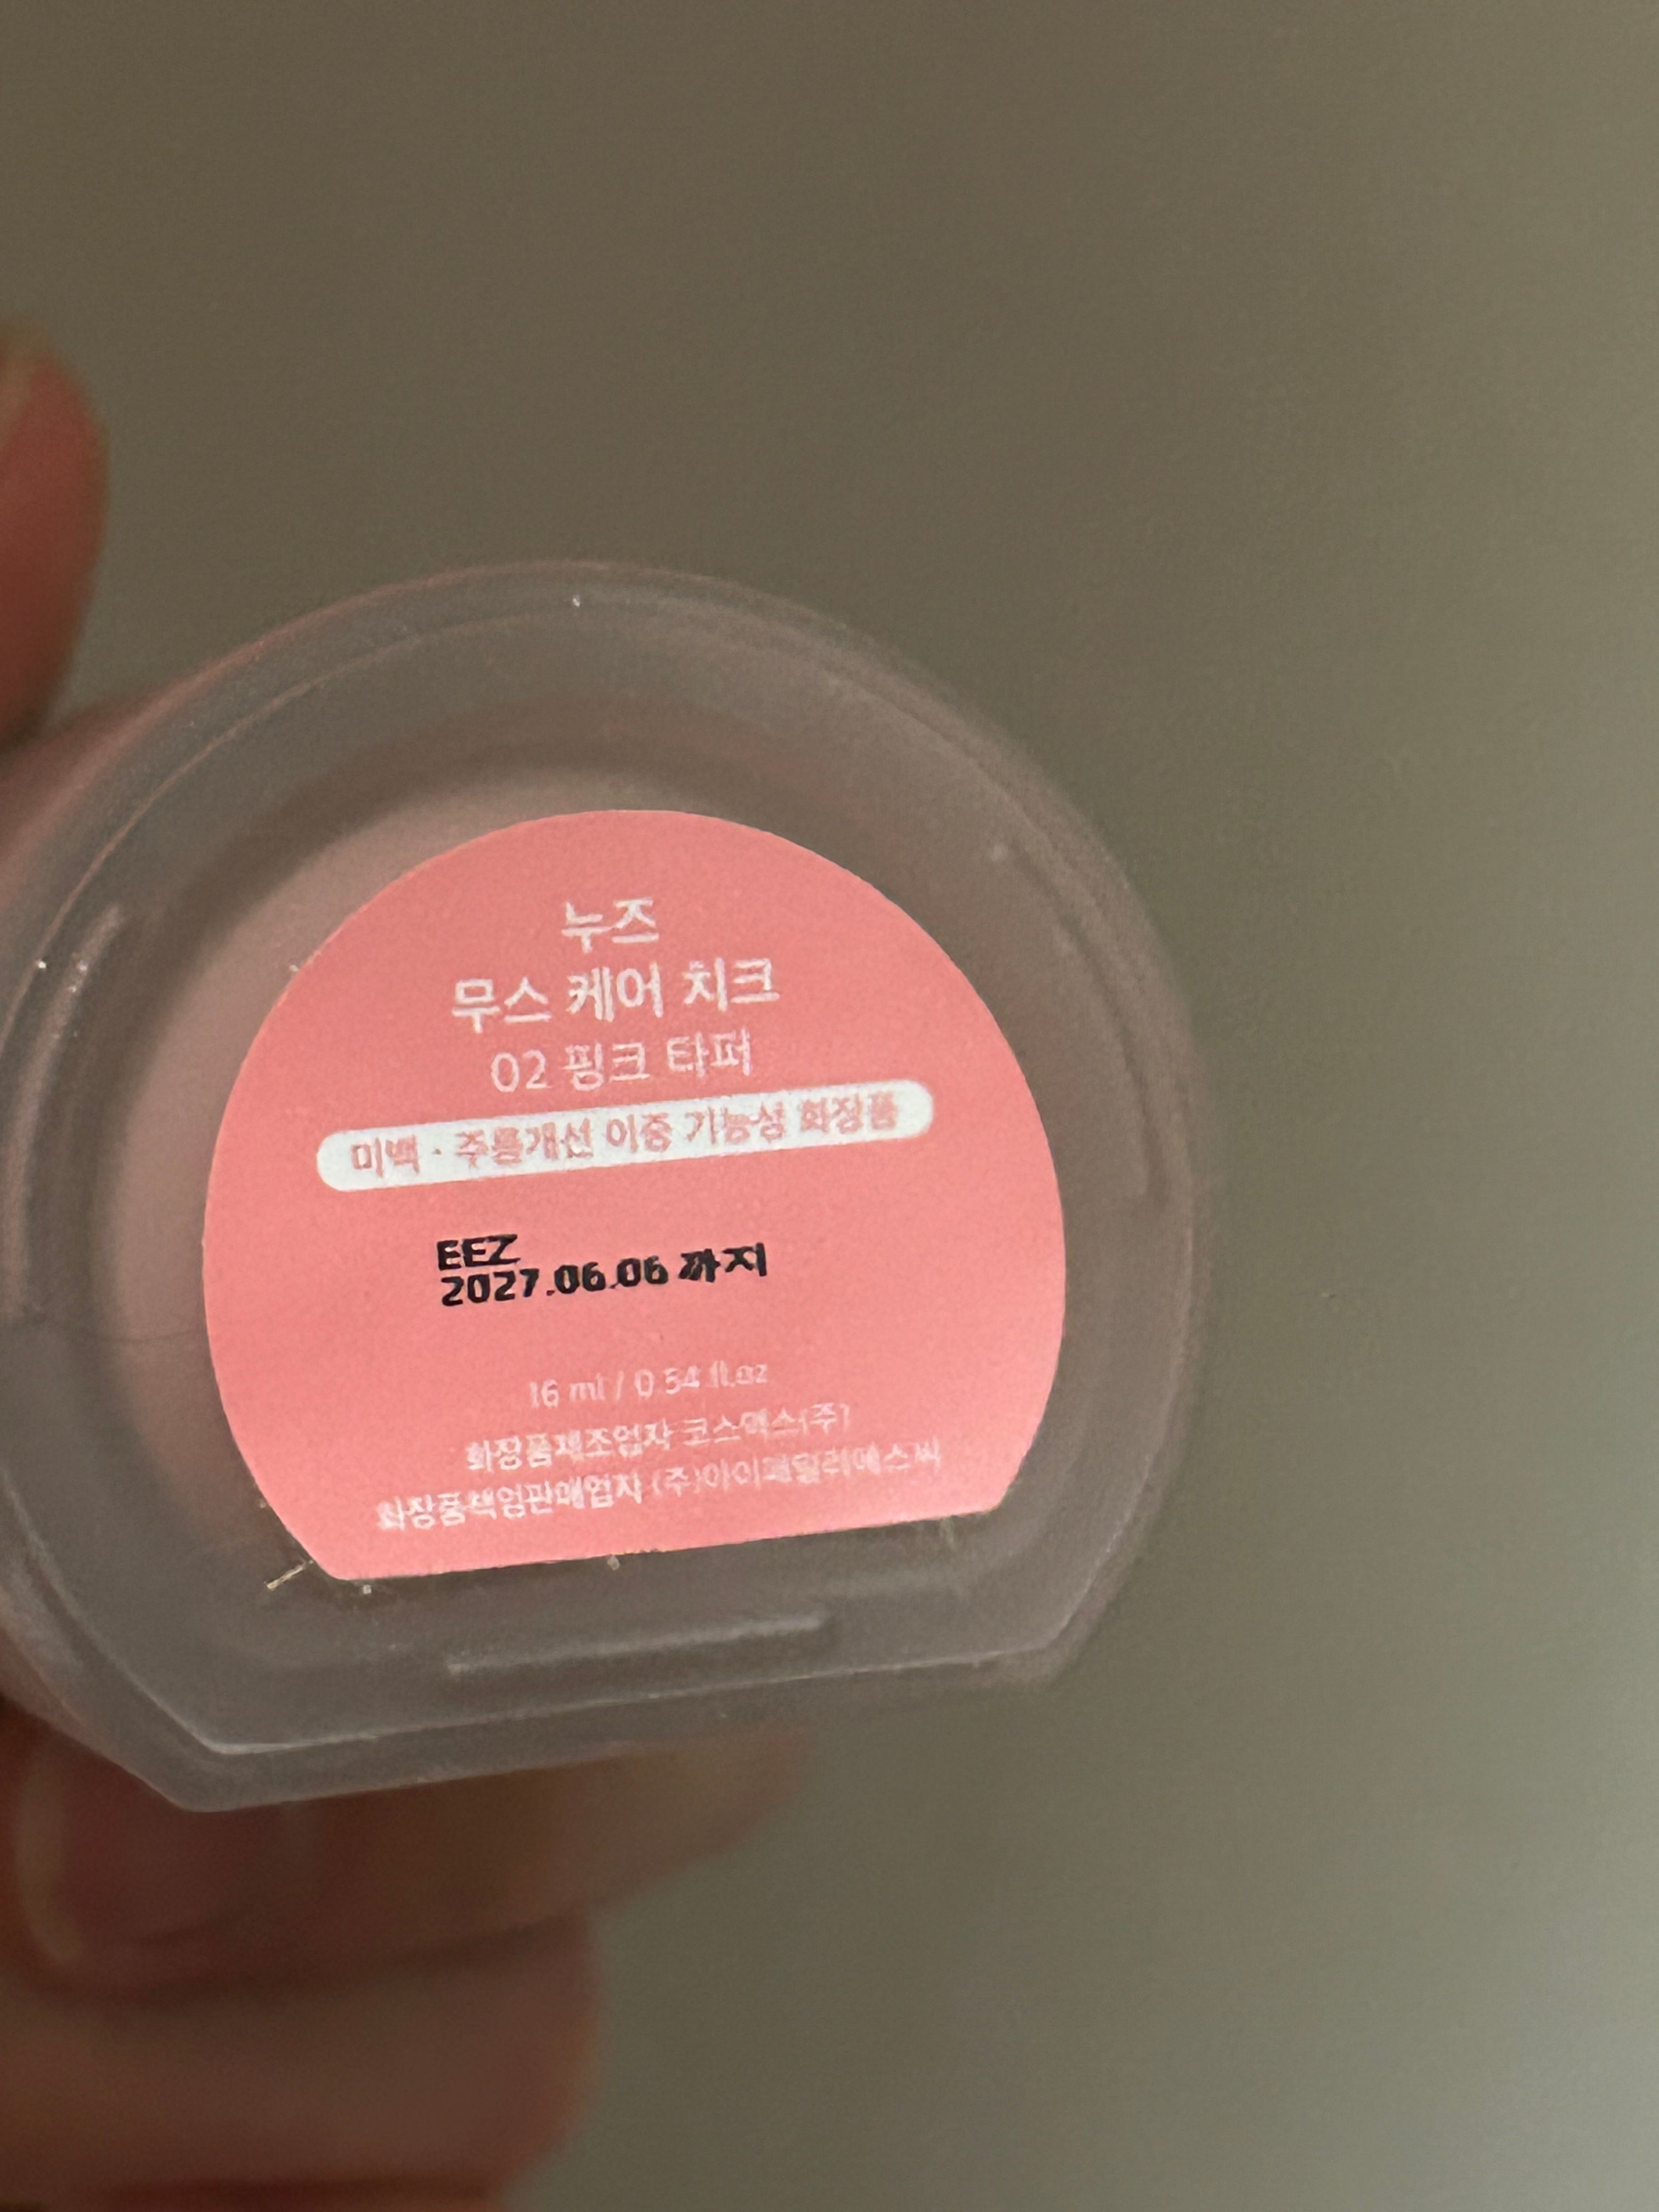 누즈
무스 케어 치크
02 핑크 타퍼
미백 · 주름개선 이중 기능성 화장품
EEZ
2027.06.06 까지
16 ml / 0.54 fl.oz
화장품제조업자 코스맥스(주)
화장품책임판매업자 (주)아이패밀리에스씨